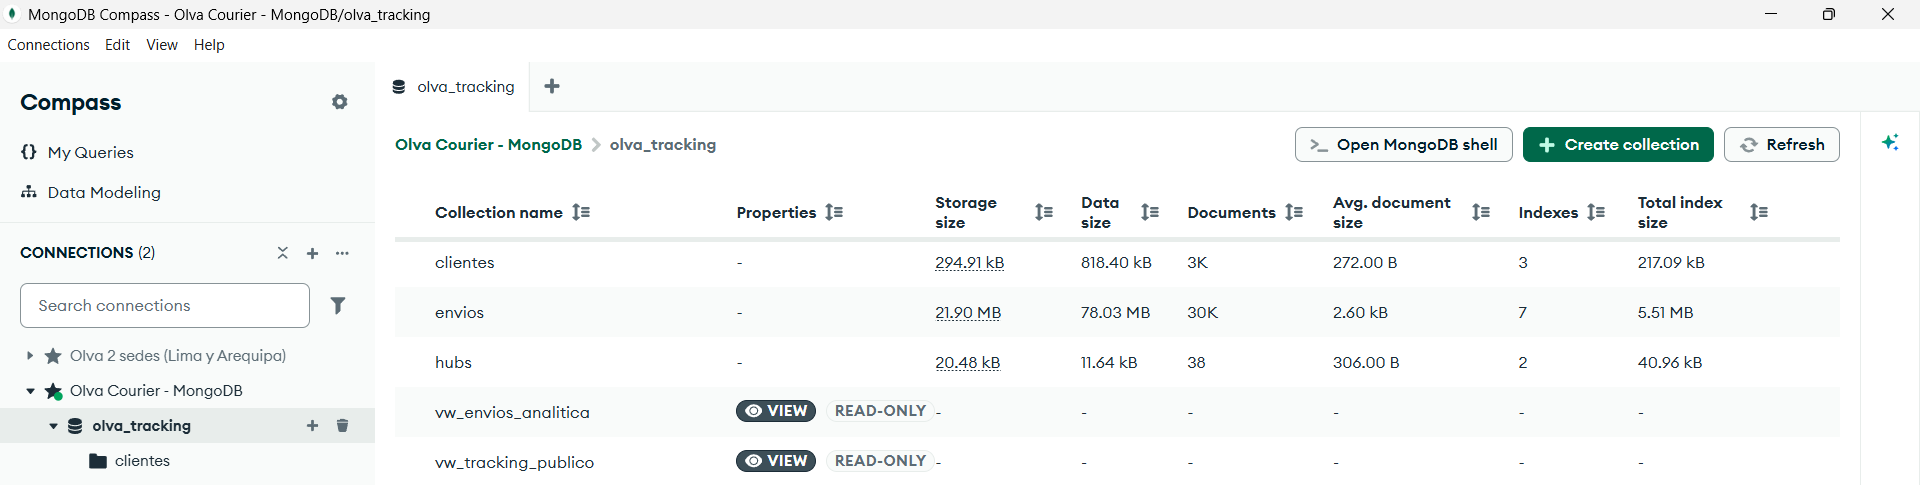 MongoDB Compass - Olva Courier - MongoDB/olva_tracking
Connections Edit View Help
Compass
My Queries
Data Modeling
CONNECTIONS (2)
Search connections
Olva 2 sedes (Lima y Arequipa)
Olva Courier - MongoDB
olva_tracking
clientes
olva_tracking
Olva Courier - MongoDB > olva_tracking
>_ Open MongoDB shell
+ Create collection
Refresh
Collection name Properties Storage size Data size Documents Avg. document size Indexes Total index size
clientes - 294.91 kB 818.40 kB 3K 272.00 B 3 217.09 kB
envios - 21.90 MB 78.03 MB 30K 2.60 kB 7 5.51 MB
hubs - 20.48 kB 11.64 kB 38 306.00 B 2 40.96 kB
vw_envios_analitica VIEW READ-ONLY - - - - - -
vw_tracking_publico VIEW READ-ONLY - - - - - -